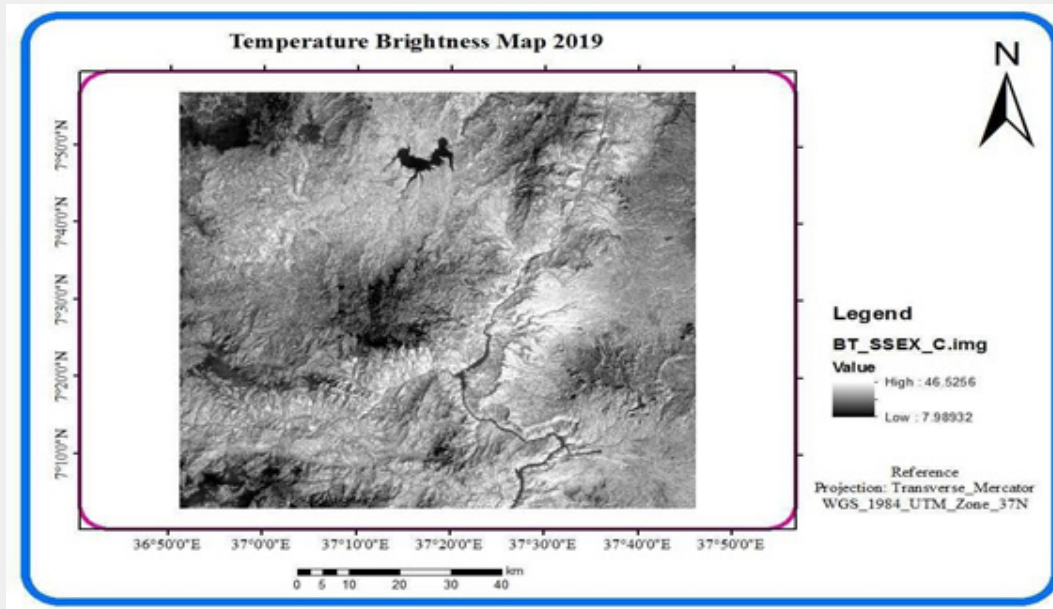 Temperature Brightness Map 2019
N
7°50'0"N
7°40'0"N
7°30'0"N
7°20'0"N
7°10'0"N
36°50'0"E 37°0'0"E 37°10'0"E 37°20'0"E 37°30'0"E 37°40'0"E 37°50'0"E
km
0 5 10 20 30 40
Legend
BT_SSEX_C.img
Value
High : 46.5256
Low : 7.98932
Reference
Projection: Transverse_Mercator
WGS_1984_UTM_Zone_37N